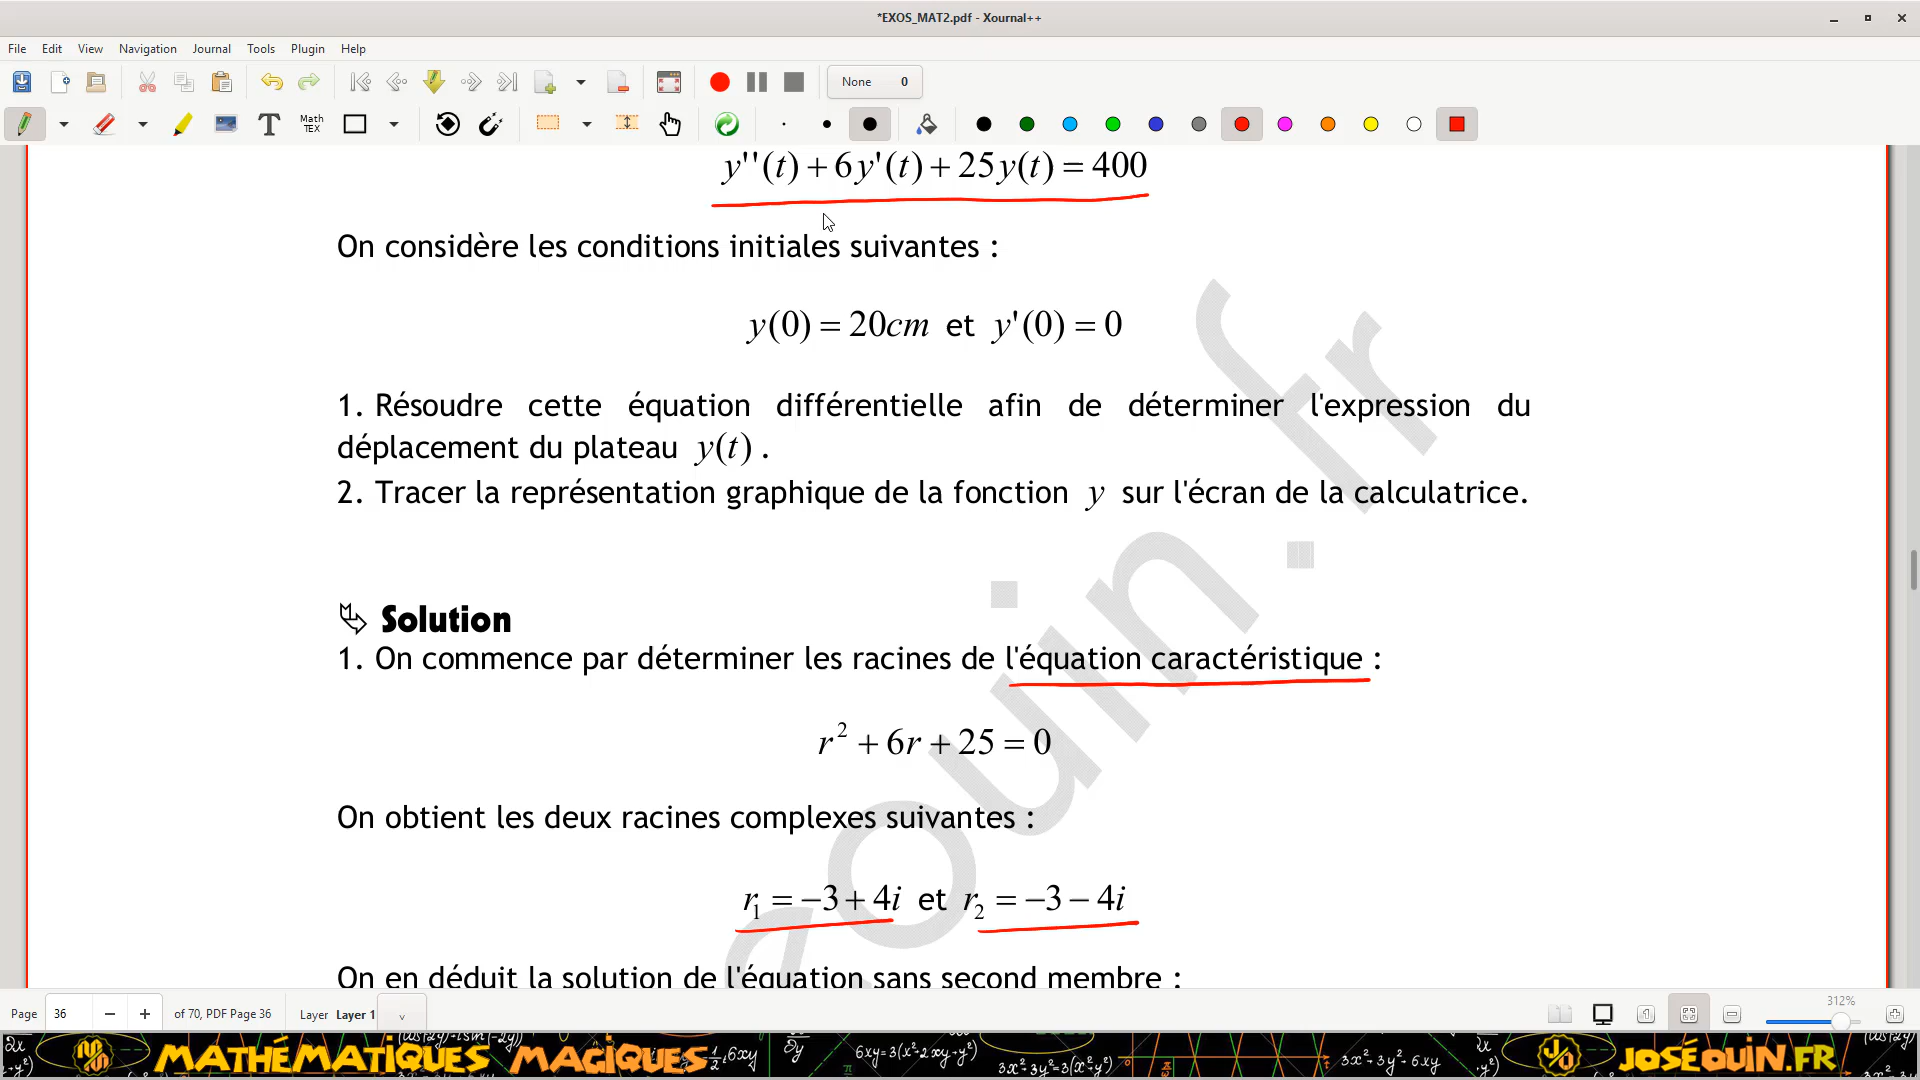 *EXOS_MAT2.pdf - Xournal++
File Edit View Navigation Journal Tools Plugin Help
None 0
T Math TEX
y''(t) + 6y'(t) + 25y(t) = 400
On considère les conditions initiales suivantes :
y(0) = 20cm et y'(0) = 0
1. Résoudre cette équation différentielle afin de déterminer l'expression du
déplacement du plateau y(t) .
2. Tracer la représentation graphique de la fonction y sur l'écran de la calculatrice.
Solution
1. On commence par déterminer les racines de l'équation caractéristique :
r² + 6r + 25 = 0
On obtient les deux racines complexes suivantes :
r₁ = −3 + 4i et r₂ = −3 − 4i
On en déduit la solution de l'équation sans second membre :
ouin.fr
Page 36 of 70, PDF Page 36 Layer Layer 1 312%
MATHÉMATIQUES MAGIQUES JOSÉOUIN.FR